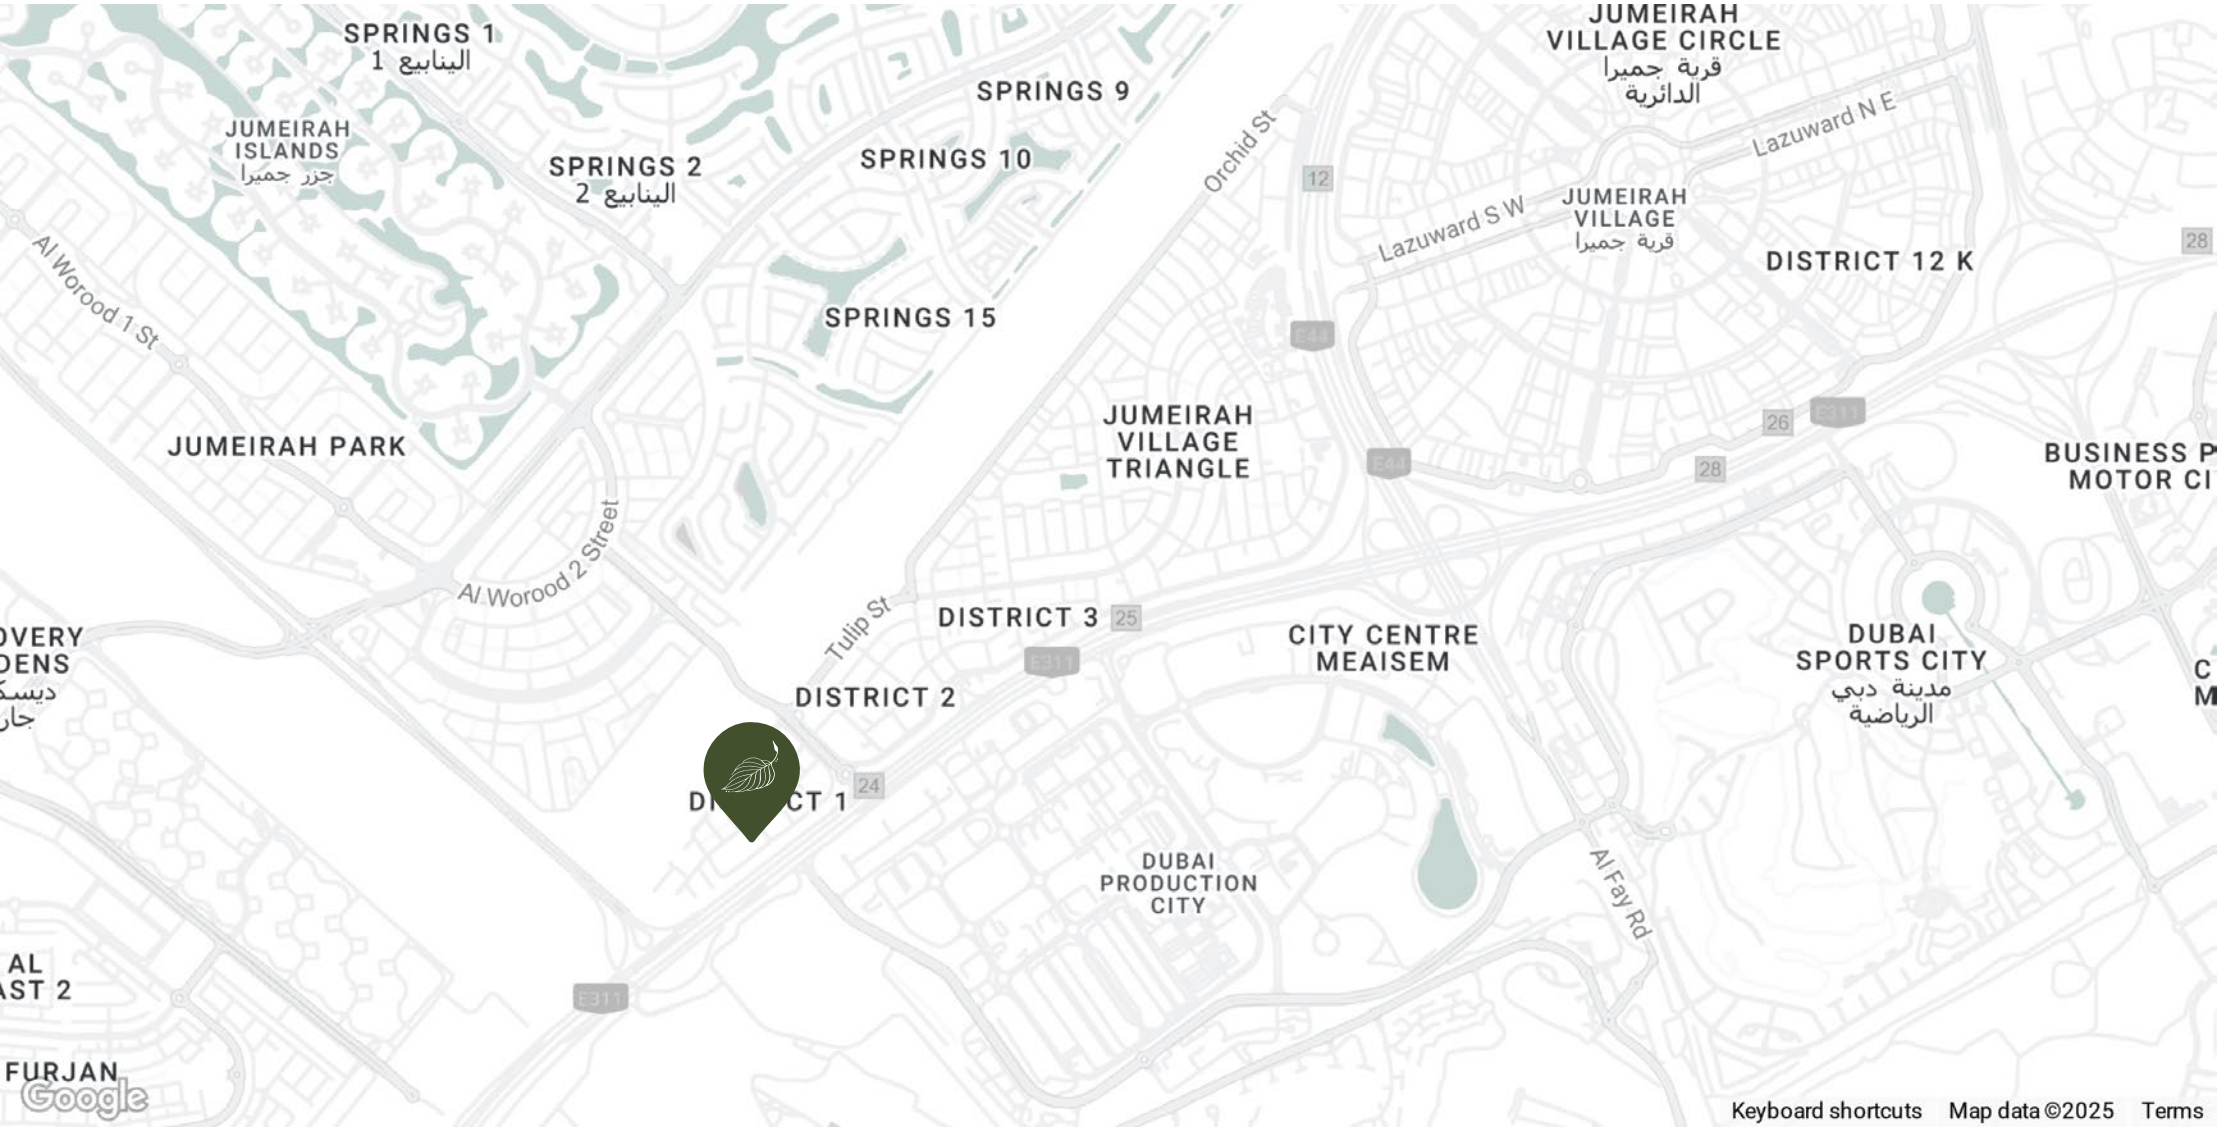 SPRINGS 1
الينابيع 1
JUMEIRAH
VILLAGE CIRCLE
قرية جميرا
الدائرية
SPRINGS 9
Orchid St
Lazuward N E
JUMEIRAH
ISLANDS
جزر جميرا
SPRINGS 2
الينابيع 2
SPRINGS 10
12
Lazuward S W
JUMEIRAH
VILLAGE
قرية جميرا
DISTRICT 12 K
28
Al Worood 1 St
SPRINGS 15
E44
JUMEIRAH PARK
JUMEIRAH
VILLAGE
TRIANGLE
E44
26
E311
28
BUSINESS P
MOTOR CI
Al Worood 2 Street
Tulip St
DISTRICT 3
25
E311
CITY CENTRE
MEAISEM
DUBAI
SPORTS CITY
مدينة دبي
الرياضية
OVERY
DENS
ديسك
جار
C
M
DISTRICT 2
DI CT 1
24
DUBAI
PRODUCTION
CITY
Al Fay Rd
AL
AST 2
E311
FURJAN
Google
Keyboard shortcuts
Map data ©2025
Terms